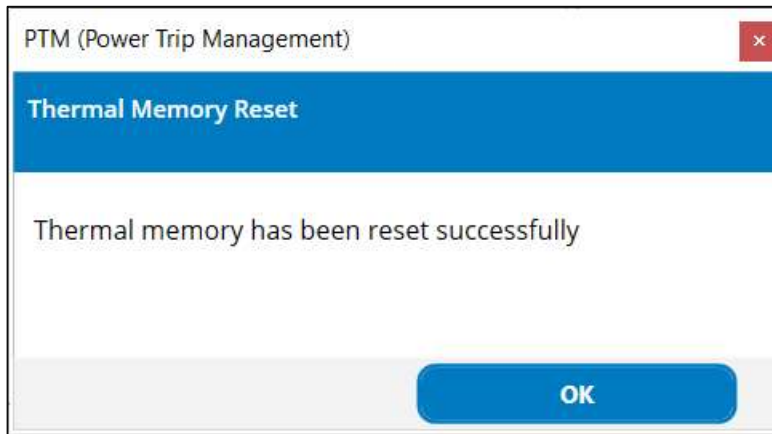 PTM (Power Trip Management)
Thermal Memory Reset
Thermal memory has been reset successfully
OK